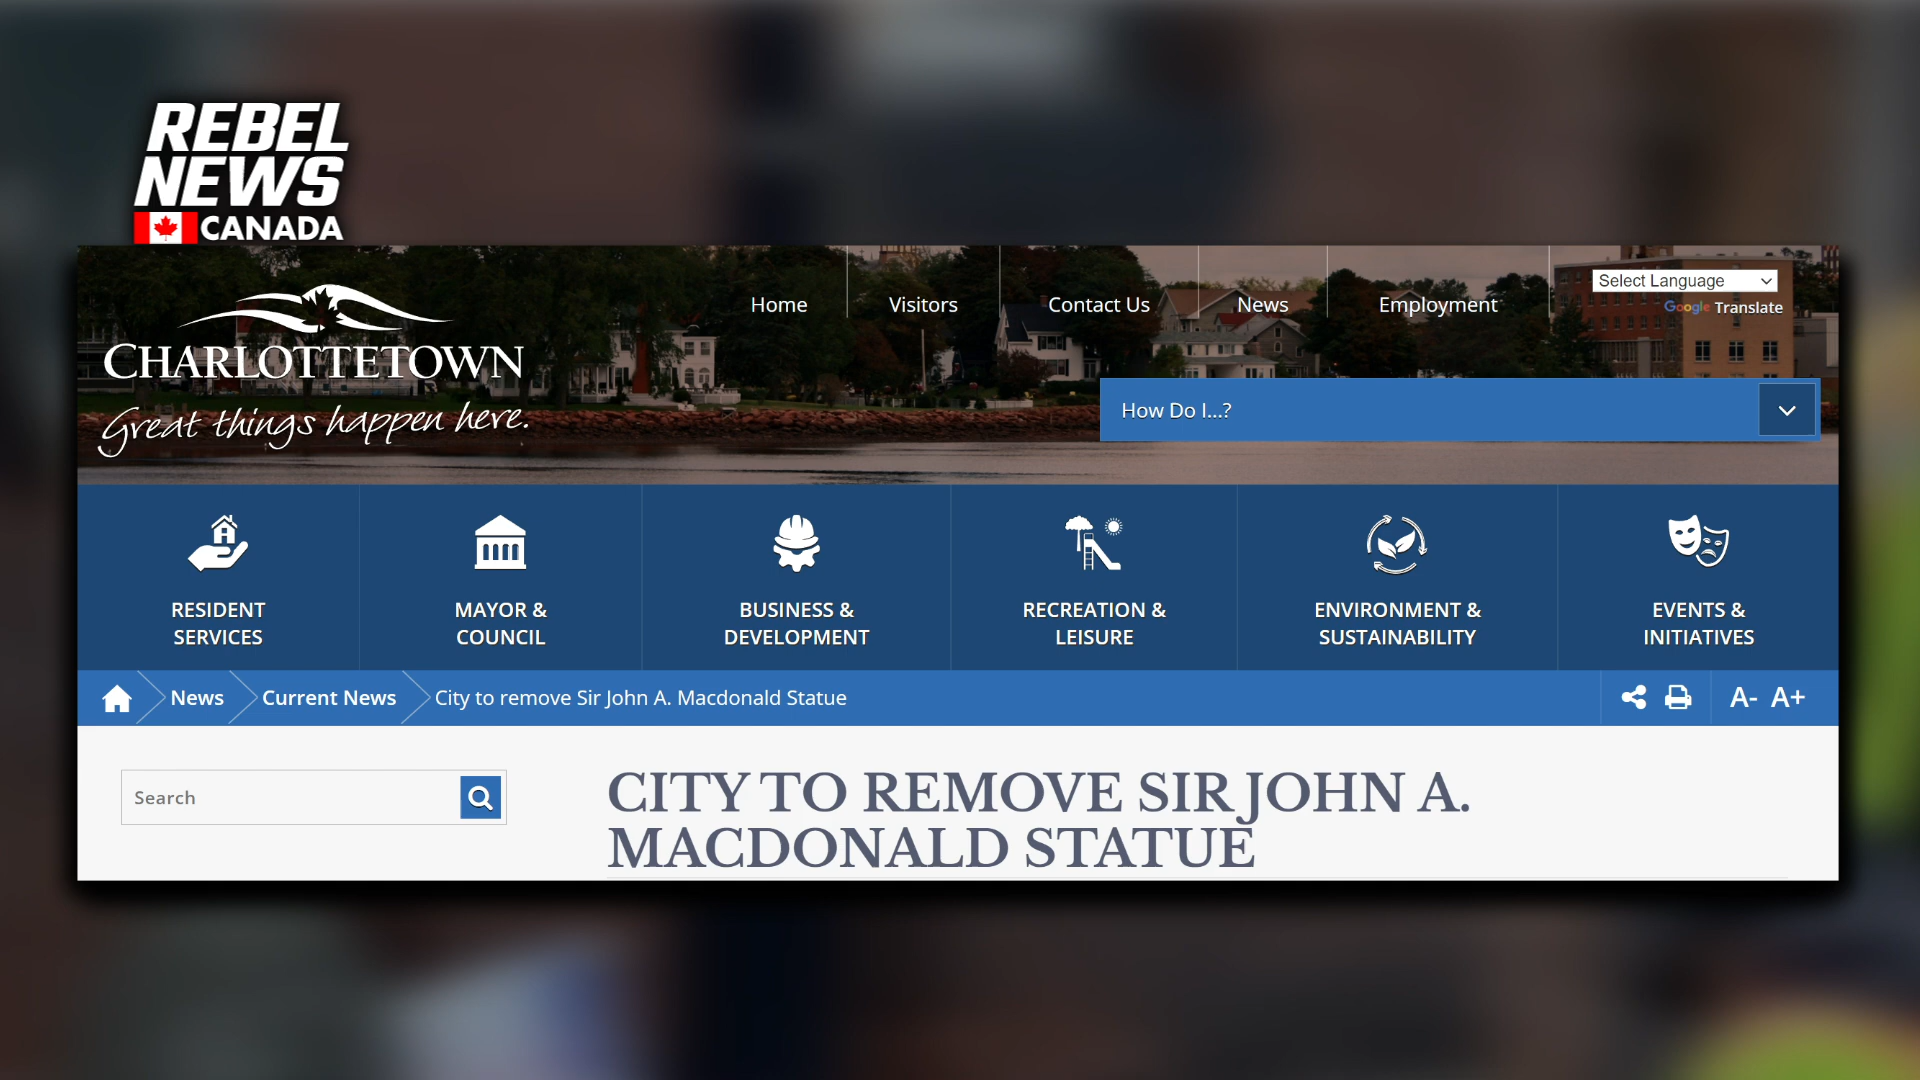 REBEL
NEWS
CANADA
CHARLOTTETOWN
Great things happen here.
Home
Visitors
Contact Us
News
Employment
Select Language
Google Translate
How Do I...?
RESIDENT
SERVICES
MAYOR &
COUNCIL
BUSINESS &
DEVELOPMENT
RECREATION &
LEISURE
ENVIRONMENT &
SUSTAINABILITY
EVENTS &
INITIATIVES
News
Current News
City to remove Sir John A. Macdonald Statue
A- A+
Search
CITY TO REMOVE SIR JOHN A.
MACDONALD STATUE